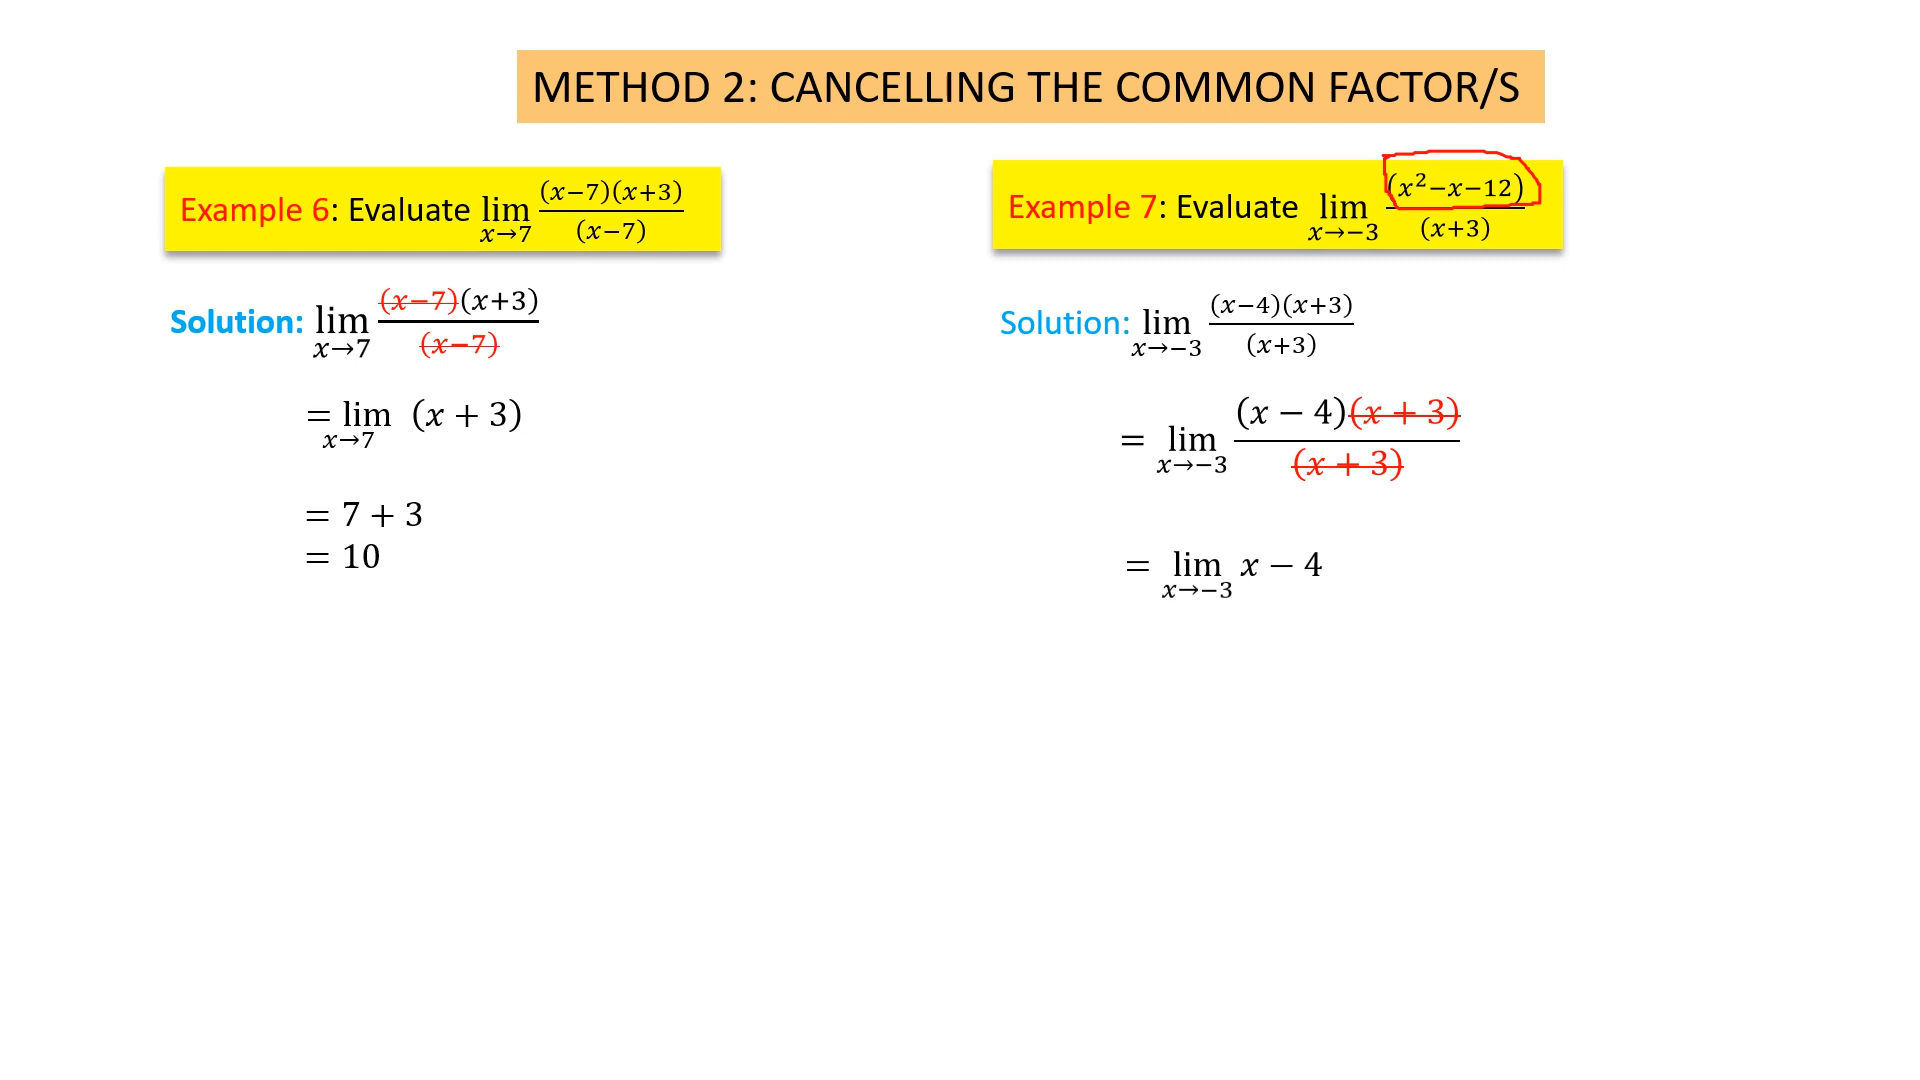 METHOD 2: CANCELLING THE COMMON FACTOR/S
Example 6: Evaluate lim x→7 (x−7)(x+3)/(x−7)
Solution: lim x→7 (x−7)(x+3)/(x−7)
= lim x→7 (x + 3)
= 7 + 3
= 10
Example 7: Evaluate lim x→−3 (x²−x−12)/(x+3)
Solution: lim x→−3 (x−4)(x+3)/(x+3)
= lim x→−3 (x − 4)(x + 3)/(x + 3)
= lim x→−3 x − 4